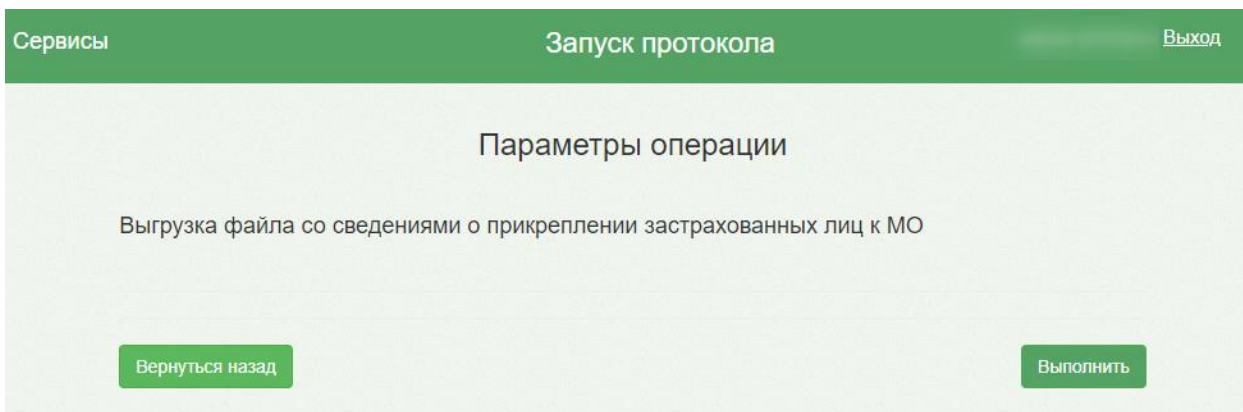 Сервисы Запуск протокола Выход
Параметры операции
Выгрузка файла со сведениями о прикреплении застрахованных лиц к МО
Вернуться назад Выполнить